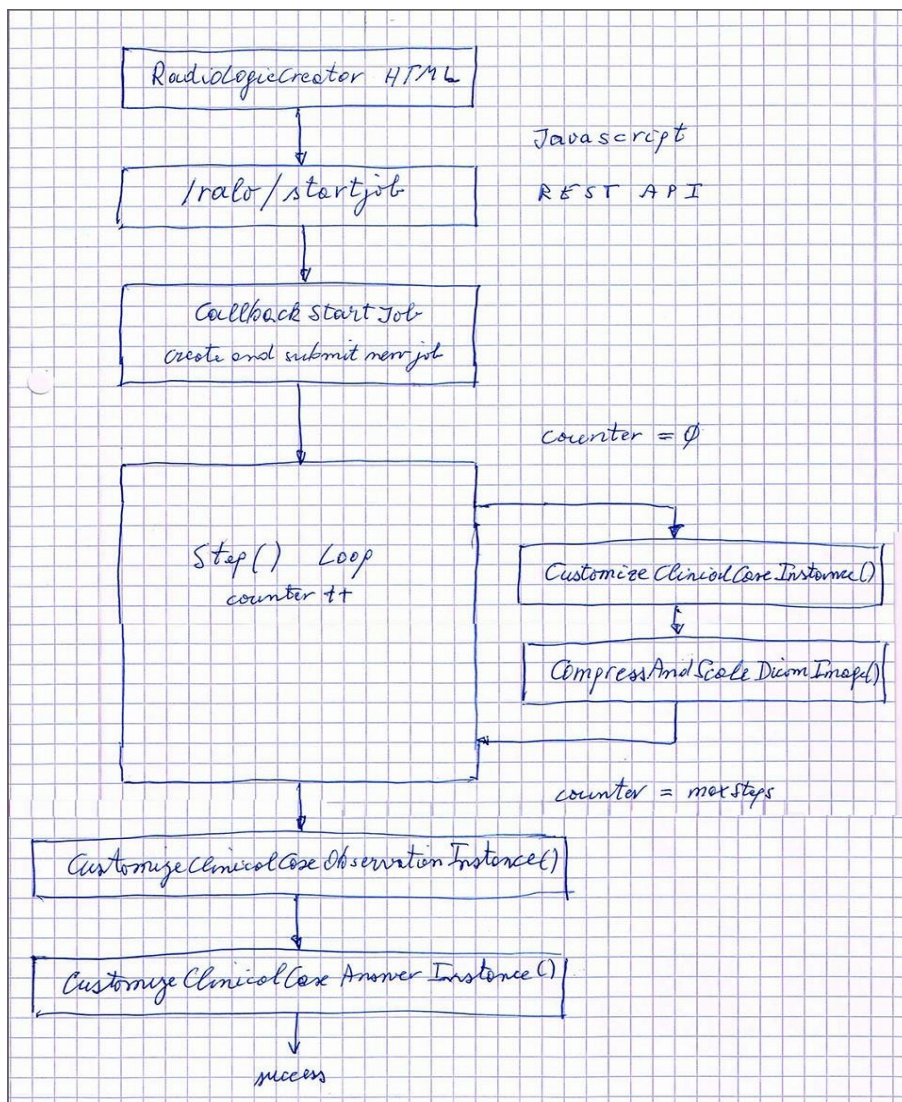 RadioLogicCreator HTML
Javascript
/ralo/startjob
REST API
Callback Start Job
create and submit new job
counter = 0
Step() Loop
counter ++
CustomizeClinicalCaseInstance()
CompressAndScaleDicomImage()
counter = maxsteps
CustomizeClinicalCaseObservationInstance()
CustomizeClinicalCaseAnswerInstance()
success